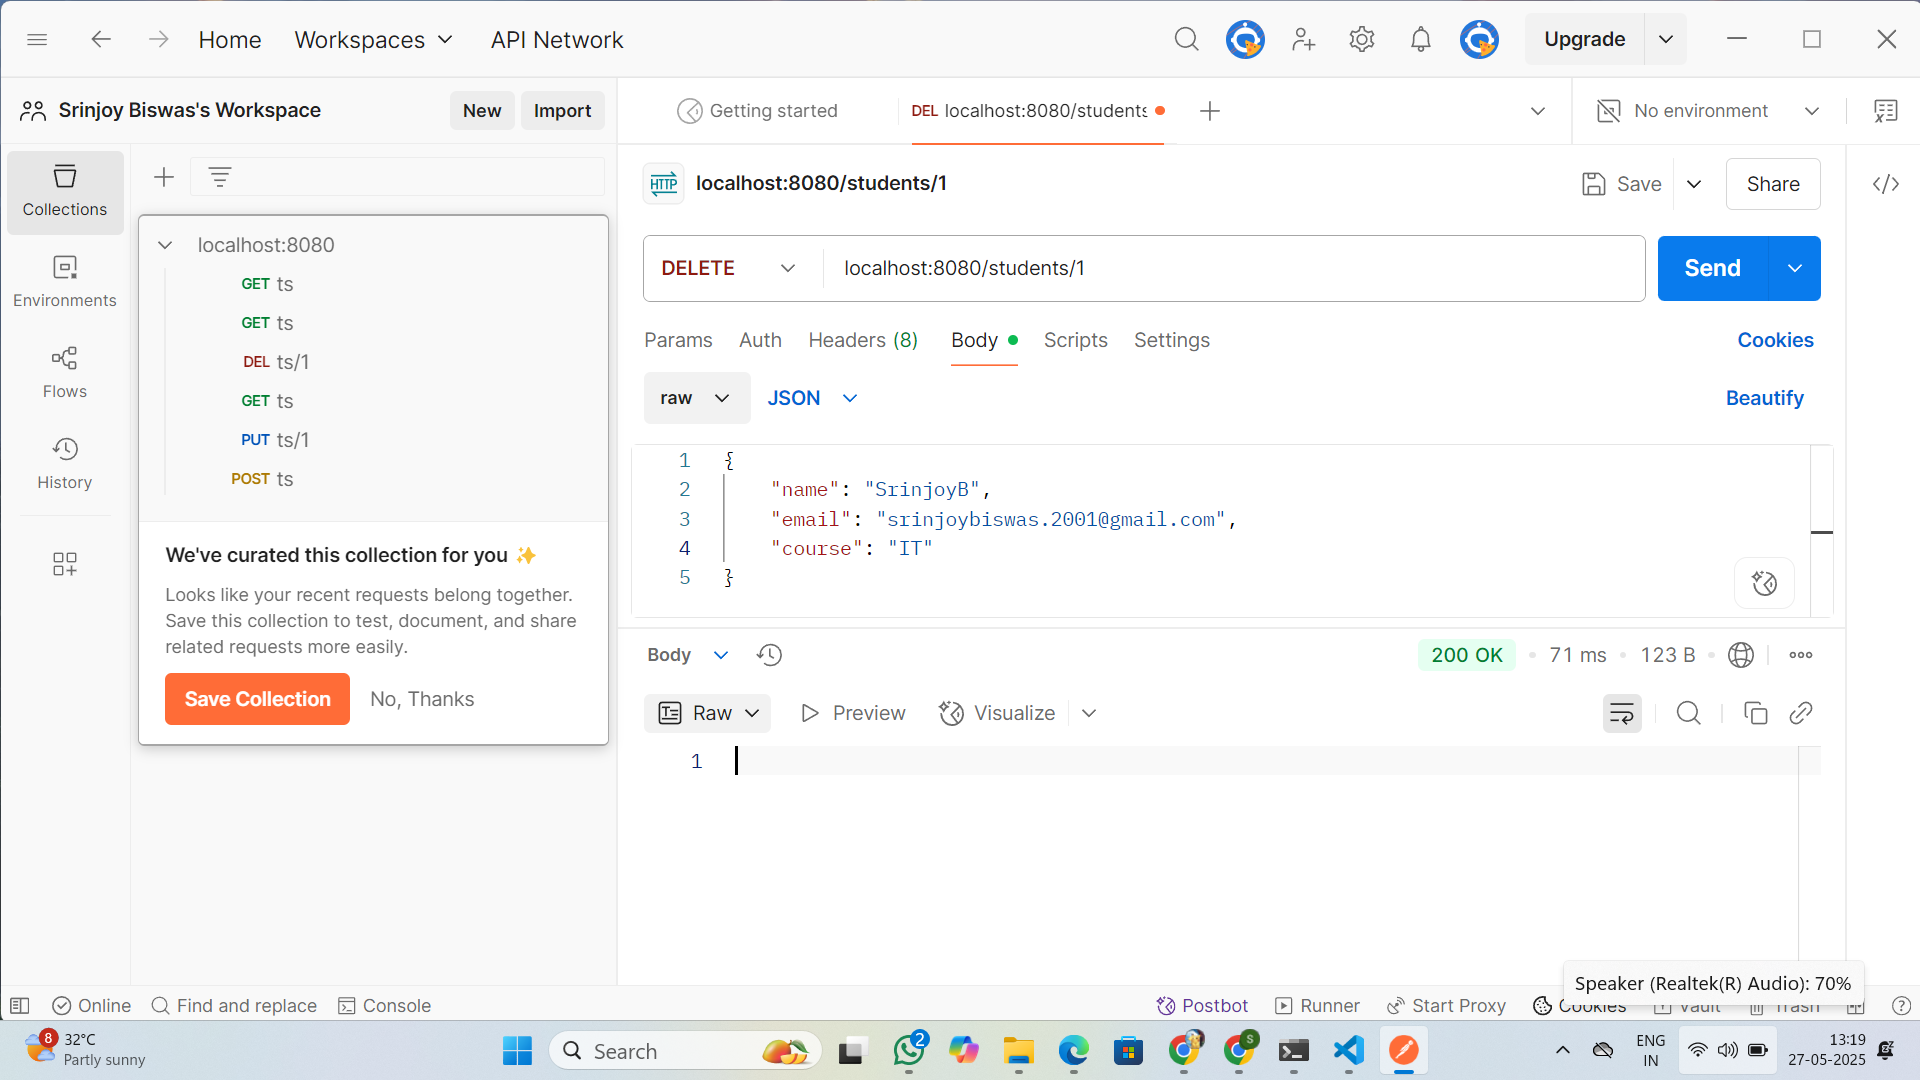 Home Workspaces API Network Upgrade
Srinjoy Biswas's Workspace New Import
Getting started DEL localhost:8080/students No environment
Collections
Environments
Flows
History
localhost:8080
GET ts
GET ts
DEL ts/1
GET ts
PUT ts/1
POST ts
We've curated this collection for you ✨
Looks like your recent requests belong together.
Save this collection to test, document, and share
related requests more easily.
Save Collection No, Thanks
HTTP localhost:8080/students/1 Save Share
DELETE localhost:8080/students/1 Send
Params Auth Headers (8) Body Scripts Settings Cookies
raw JSON Beautify
1 {
2 "name": "SrinjoyB",
3 "email": "srinjoybiswas.2001@gmail.com",
4 "course": "IT"
5 }
Body 200 OK 71 ms 123 B
Raw Preview Visualize
1
Speaker (Realtek(R) Audio): 70%
Online Find and replace Console Postbot Runner Start Proxy Cookies Vault Trash
8 32°C
Partly sunny
Search
2
S
ENG
IN
13:19
27-05-2025